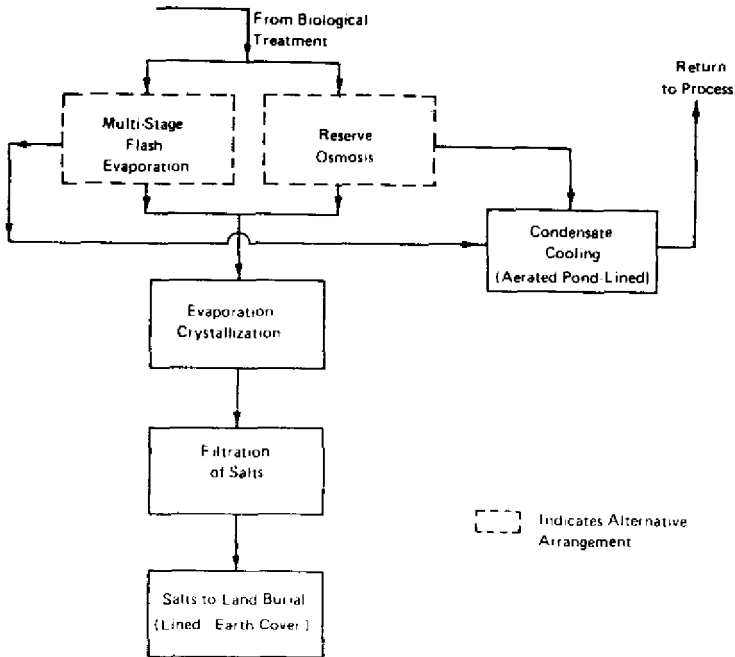 From Biological
Treatment
Return
to Process
Multi-Stage
Flash
Evaporation
Reserve
Osmosis
Condensate
Cooling
(Aerated Pond-Lined)
Evaporation
Crystallization
Filtration
of Salts
Indicates Alternative
Arrangement
Salts to Land Burial
(Lined Earth Cover)